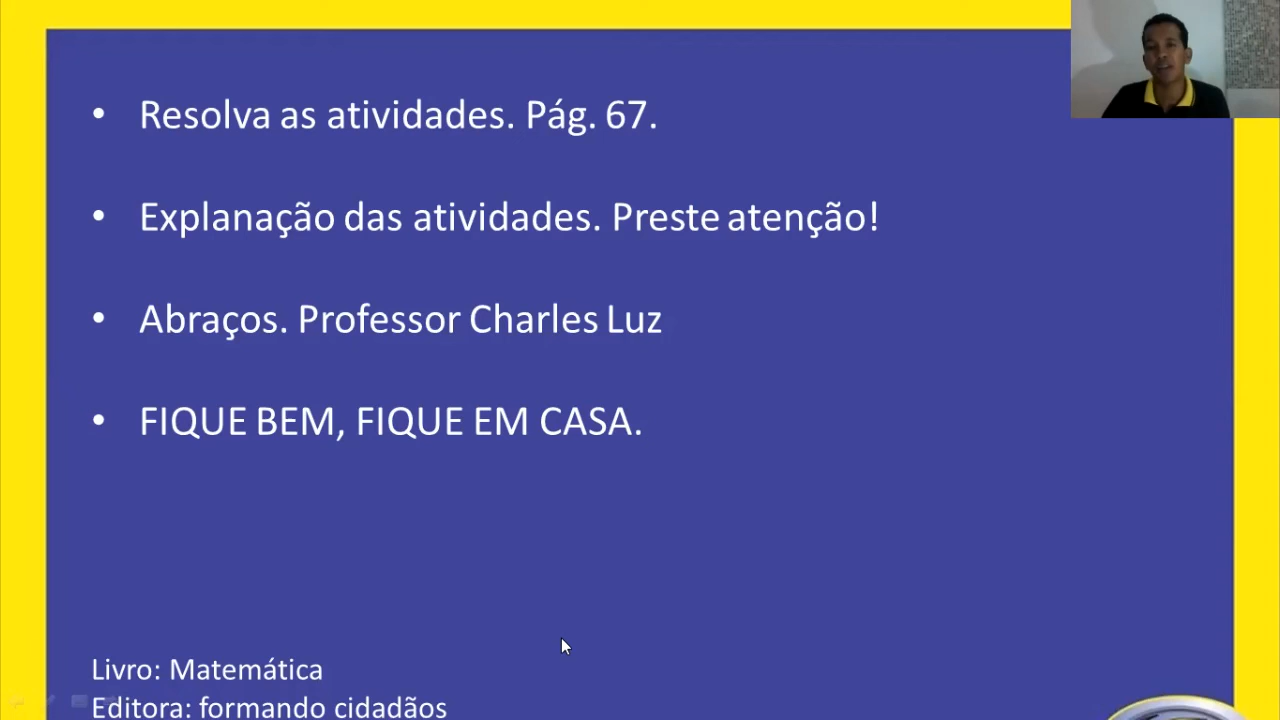 • Resolva as atividades. Pág. 67.
• Explanação das atividades. Preste atenção!
• Abraços. Professor Charles Luz
• FIQUE BEM, FIQUE EM CASA.
Livro: Matemática
Editora: formando cidadãos